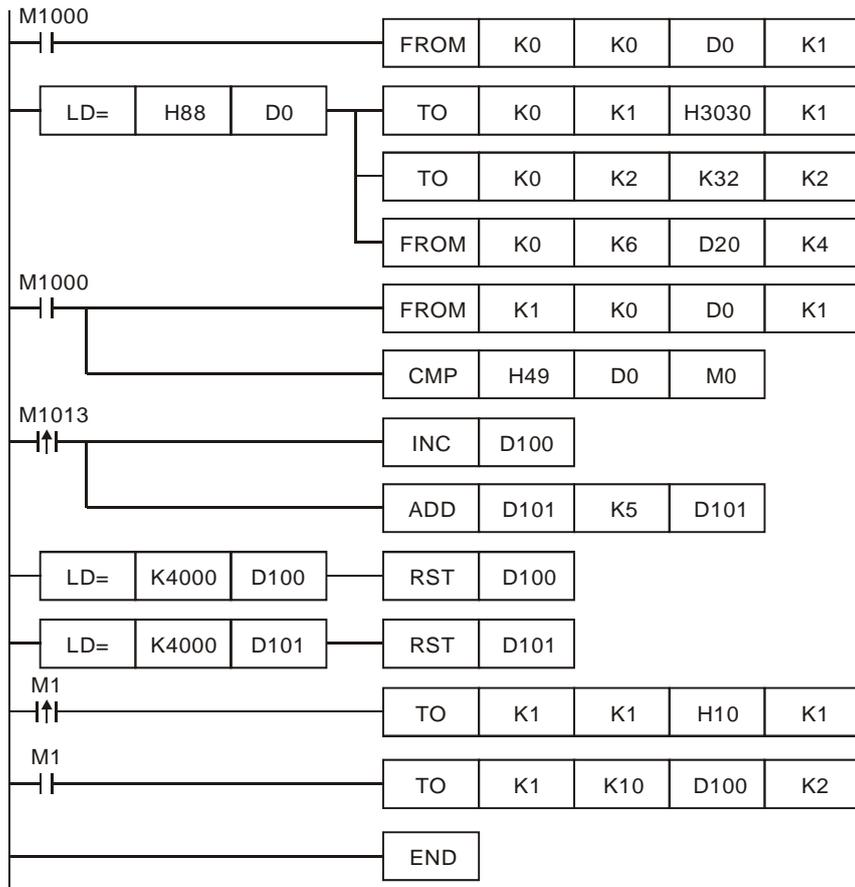 M1000
FROM K0 K0 D0 K1
LD= H88 D0 TO K0 K1 H3030 K1
TO K0 K2 K32 K2
FROM K0 K6 D20 K4
M1000
FROM K1 K0 D0 K1
CMP H49 D0 M0
M1013
INC D100
ADD D101 K5 D101
LD= K4000 D100 RST D100
LD= K4000 D101 RST D101
M1
TO K1 K1 H10 K1
M1
TO K1 K10 D100 K2
END